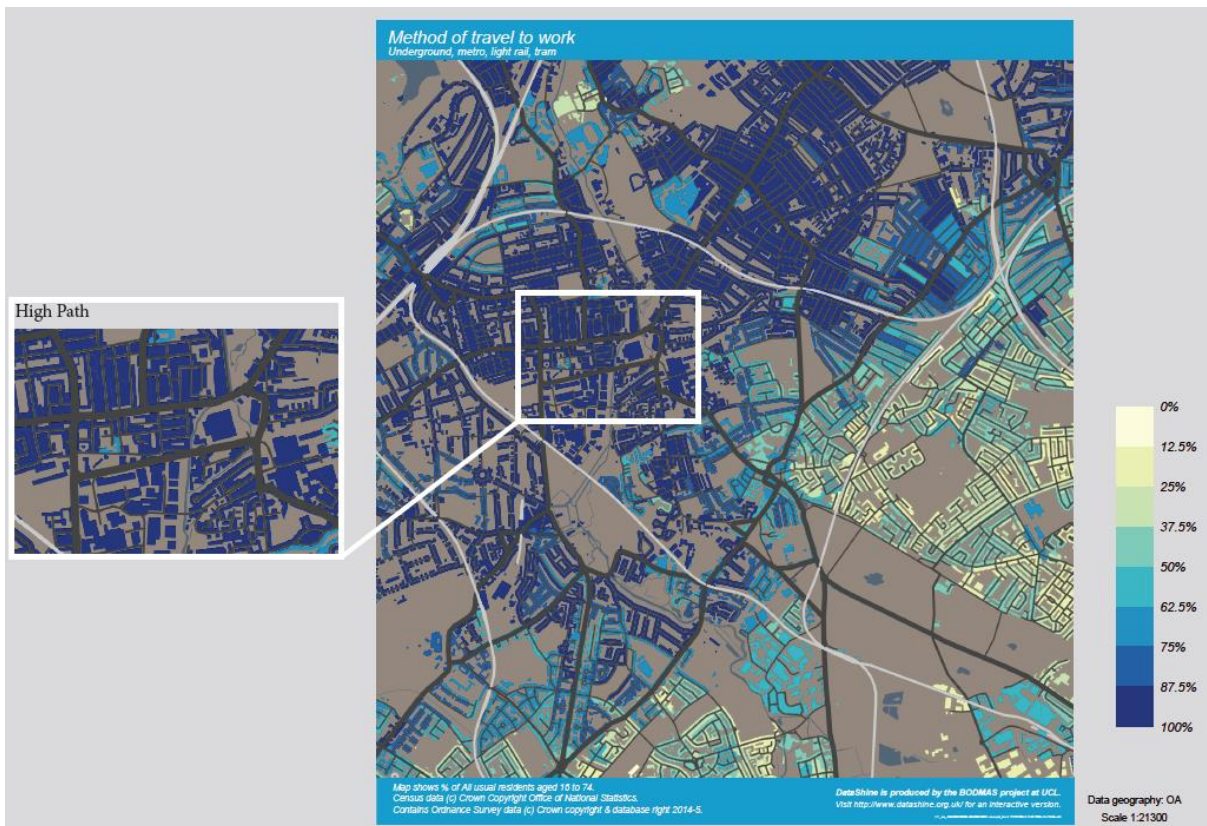 Method of travel to work
Underground, metro, light rail, tram
High Path
0%
12.5%
25%
37.5%
50%
62.5%
75%
87.5%
100%
Map shows % of All usual residents aged 16 to 74.
Census data (c) Crown Copyright Office of National Statistics.
Contains Ordnance Survey data (c) Crown copyright & database right 2014-5.
DataShine is produced by the BODMAS project at UCL.
Visit http://www.datashine.org.uk/ for an interactive version.
Data geography: OA
Scale 1:21300